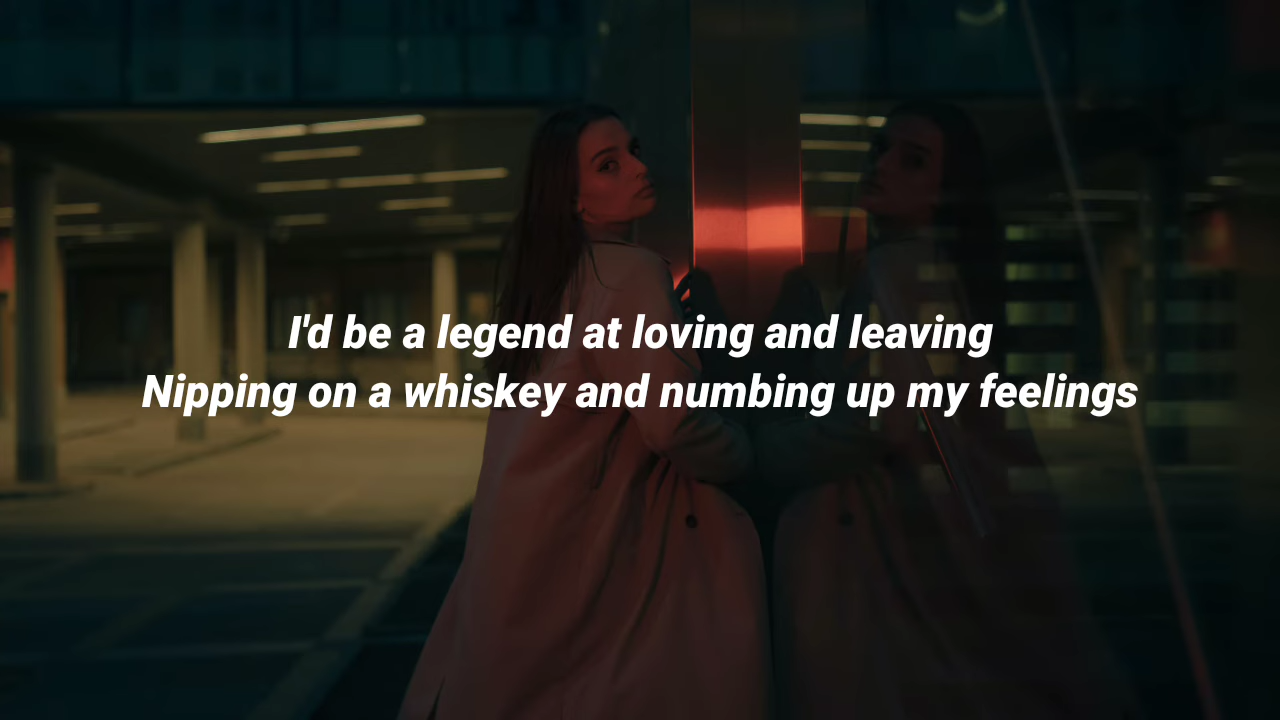 I'd be a legend at loving and leaving
Nipping on a whiskey and numbing up my feelings